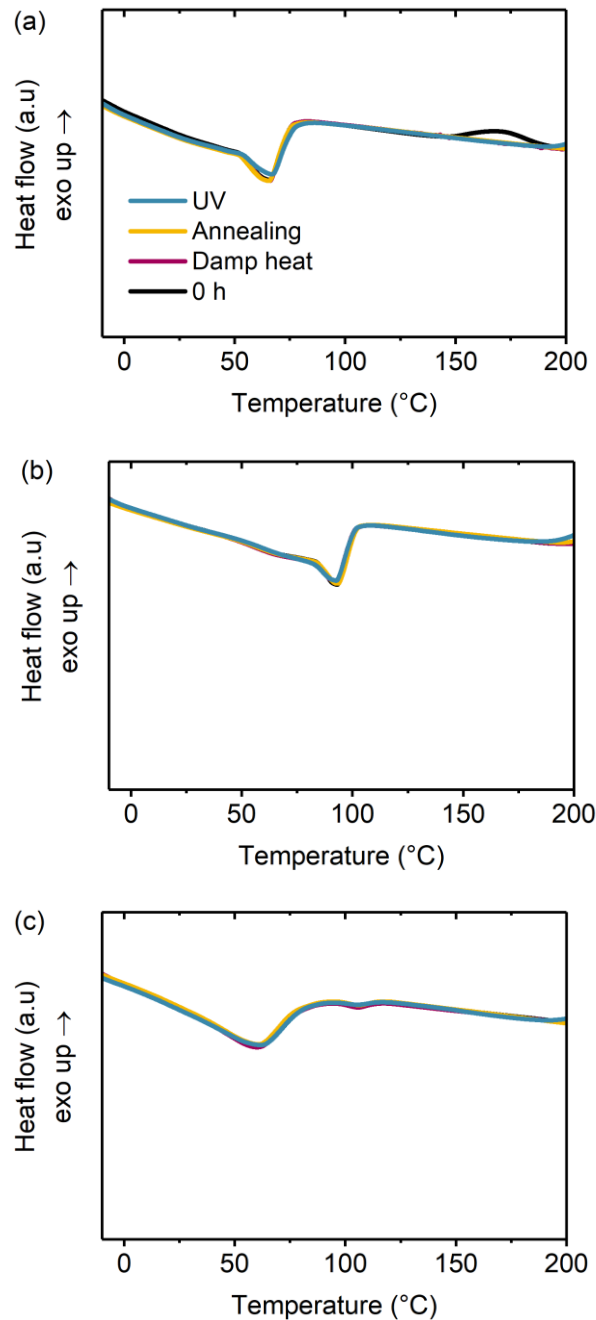 (a)
Heat flow (a.u)
exo up →
UV
Annealing
Damp heat
0 h
0 50 100 150 200
Temperature (°C)
(b)
Heat flow (a.u)
exo up →
0 50 100 150 200
Temperature (°C)
(c)
Heat flow (a.u)
exo up →
0 50 100 150 200
Temperature (°C)